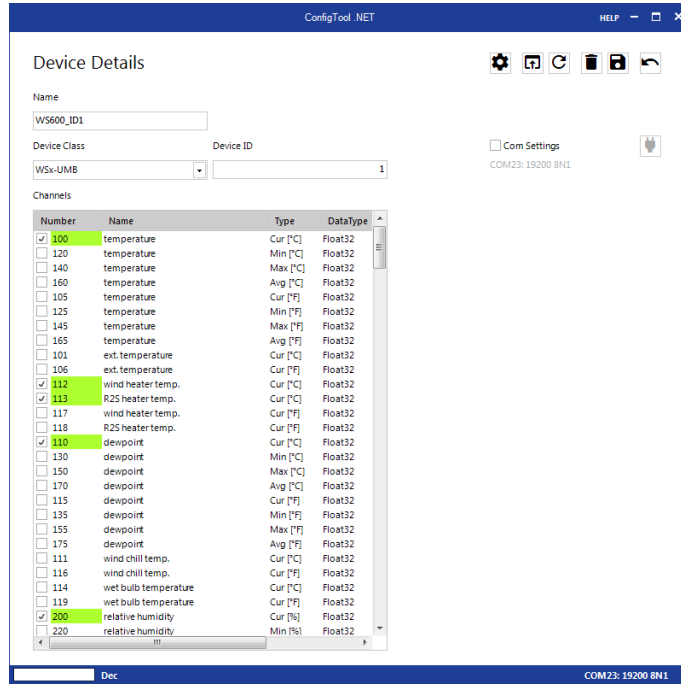 ConfigTool .NET HELP
Device Details
Name
WS600_ID1
Device Class Device ID
WSx-UMB 1
Com Settings
COM23: 19200 8N1
Channels
Number Name Type DataType
100 temperature Cur [°C] Float32
120 temperature Min [°C] Float32
140 temperature Max [°C] Float32
160 temperature Avg [°C] Float32
105 temperature Cur [°F] Float32
125 temperature Min [°F] Float32
145 temperature Max [°F] Float32
165 temperature Avg [°F] Float32
101 ext. temperature Cur [°C] Float32
106 ext. temperature Cur [°F] Float32
112 wind heater temp. Cur [°C] Float32
113 R2S heater temp. Cur [°C] Float32
117 wind heater temp. Cur [°F] Float32
118 R2S heater temp. Cur [°F] Float32
110 dewpoint Cur [°C] Float32
130 dewpoint Min [°C] Float32
150 dewpoint Max [°C] Float32
170 dewpoint Avg [°C] Float32
115 dewpoint Cur [°F] Float32
135 dewpoint Min [°F] Float32
155 dewpoint Max [°F] Float32
175 dewpoint Avg [°F] Float32
111 wind chill temp. Cur [°C] Float32
116 wind chill temp. Cur [°F] Float32
114 wet bulb temperature Cur [°C] Float32
119 wet bulb temperature Cur [°F] Float32
200 relative humidity Cur [%] Float32
220 relative humidity Min [%] Float32
Dec COM23: 19200 8N1